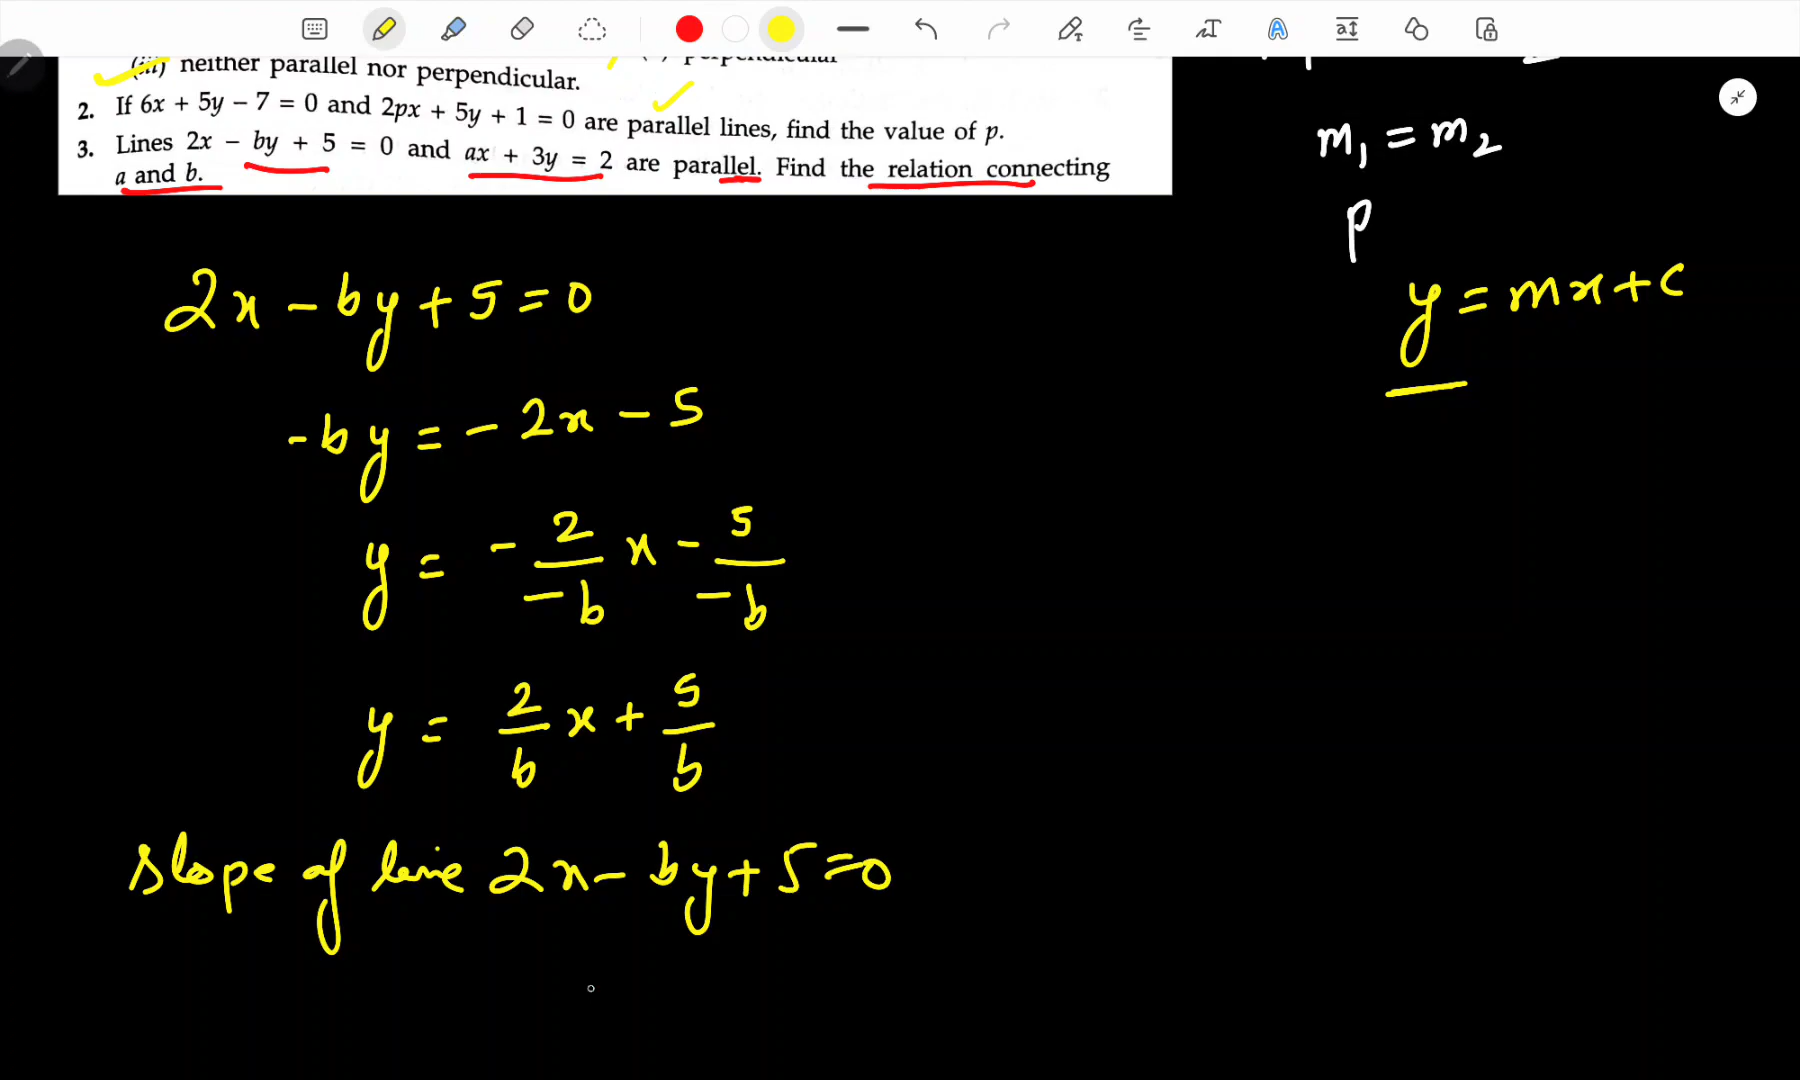 (iii) neither parallel nor perpendicular.
perpendicular
2. If 6x + 5y − 7 = 0 and 2px + 5y + 1 = 0 are parallel lines, find the value of p.
3. Lines 2x − by + 5 = 0 and ax + 3y = 2 are parallel. Find the relation connecting
a and b.
m₁ = m₂
p
y = mx + c
2x − by + 5 = 0
-by = − 2x − 5
y = - 2/−b x − 5/−b
y = 2/b x + 5/b
slope of line 2x − by + 5 = 0